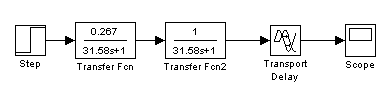 0.267
31.58s+1
1
31.58s+1
Step
Transfer Fcn
Transfer Fcn2
Transport
Delay
Scope